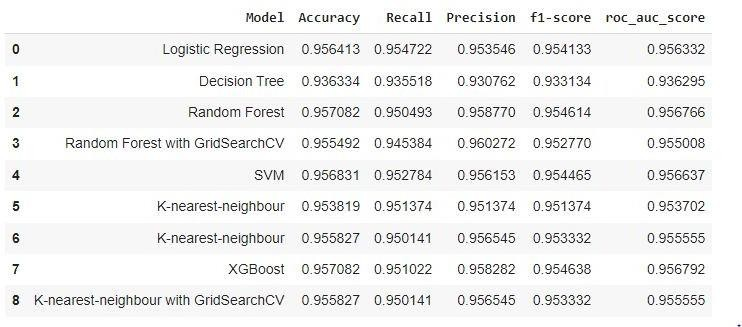 Model Accuracy Recall Precision f1-score roc_auc_score
0 Logistic Regression 0.956413 0.954722 0.953546 0.954133 0.956332
1 Decision Tree 0.936334 0.935518 0.930762 0.933134 0.936295
2 Random Forest 0.957082 0.950493 0.958770 0.954614 0.956766
3 Random Forest with GridSearchCV 0.955492 0.945384 0.960272 0.952770 0.955008
4 SVM 0.956831 0.952784 0.956153 0.954465 0.956637
5 K-nearest-neighbour 0.953819 0.951374 0.951374 0.951374 0.953702
6 K-nearest-neighbour 0.955827 0.950141 0.956545 0.953332 0.955555
7 XGBoost 0.957082 0.951022 0.958282 0.954638 0.956792
8 K-nearest-neighbour with GridSearchCV 0.955827 0.950141 0.956545 0.953332 0.955555